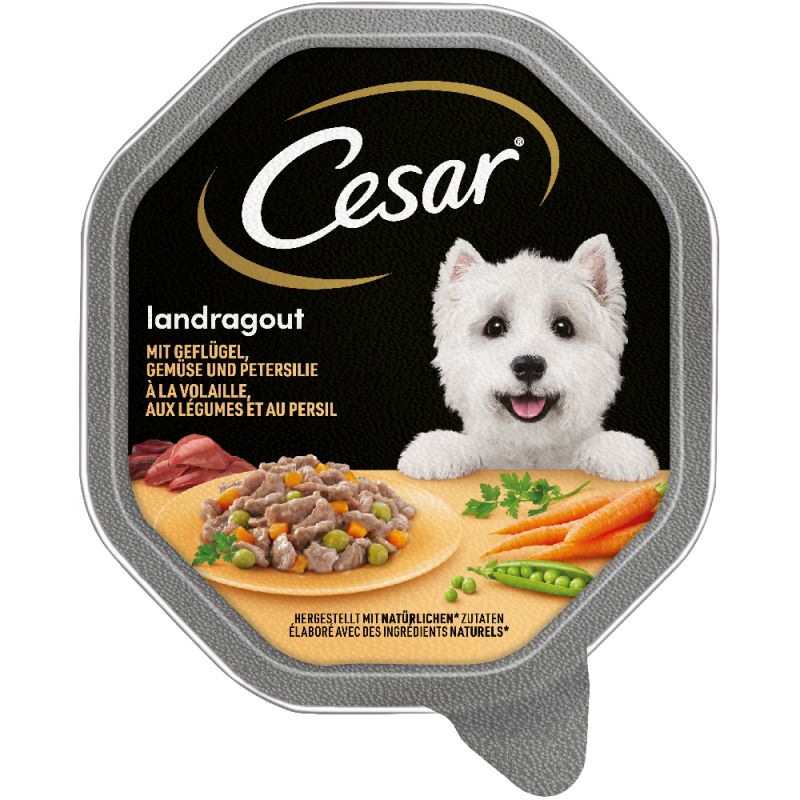 Cesar®
landragout
MIT GEFLÜGEL,
GEMÜSE UND PETERSILIE
À LA VOLAILLE,
AUX LÉGUMES ET AU PERSIL
HERGESTELLT MIT NATÜRLICHEN* ZUTATEN
ÉLABORÉ AVEC DES INGRÉDIENTS NATURELS*